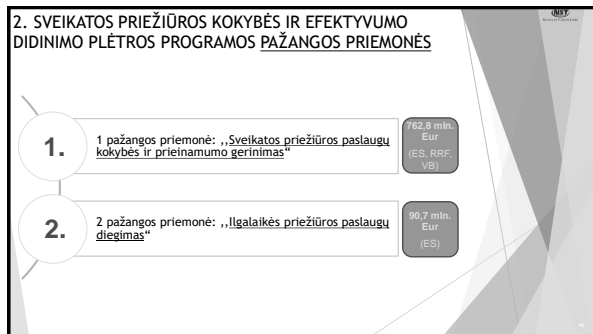 2. SVEIKATOS PRIEŽIŪROS KOKYBĖS IR EFEKTYVUMO
DIDINIMO PLĖTROS PROGRAMOS PAŽANGOS PRIEMONĖS
1.
1 pažangos priemonė: ,,Sveikatos priežiūros paslaugų
kokybės ir prieinamumo gerinimas“
762,8 mln.
Eur
(ES, RRF,
VB)
2.
2 pažangos priemonė: ,,Ilgalaikės priežiūros paslaugų
diegimas“
90,7 mln.
Eur
(ES)